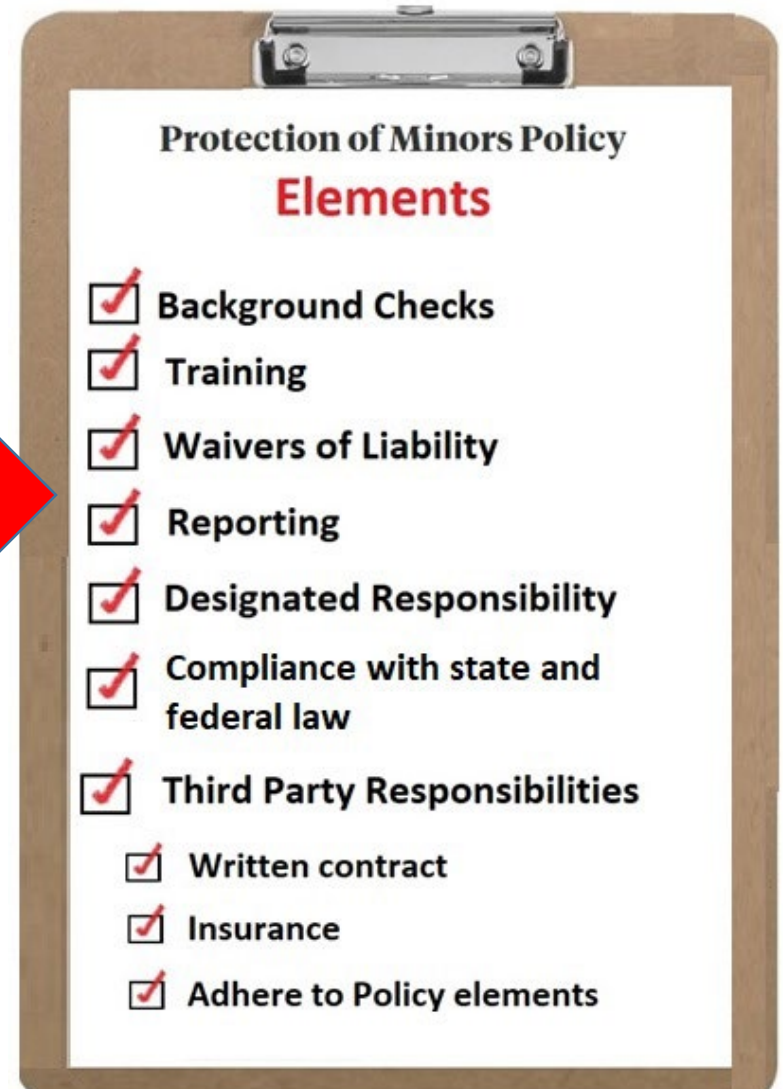 Protection of Minors Policy
Elements
Background Checks
Training
Waivers of Liability
Reporting
Designated Responsibility
Compliance with state and
federal law
Third Party Responsibilities
Written contract
Insurance
Adhere to Policy elements